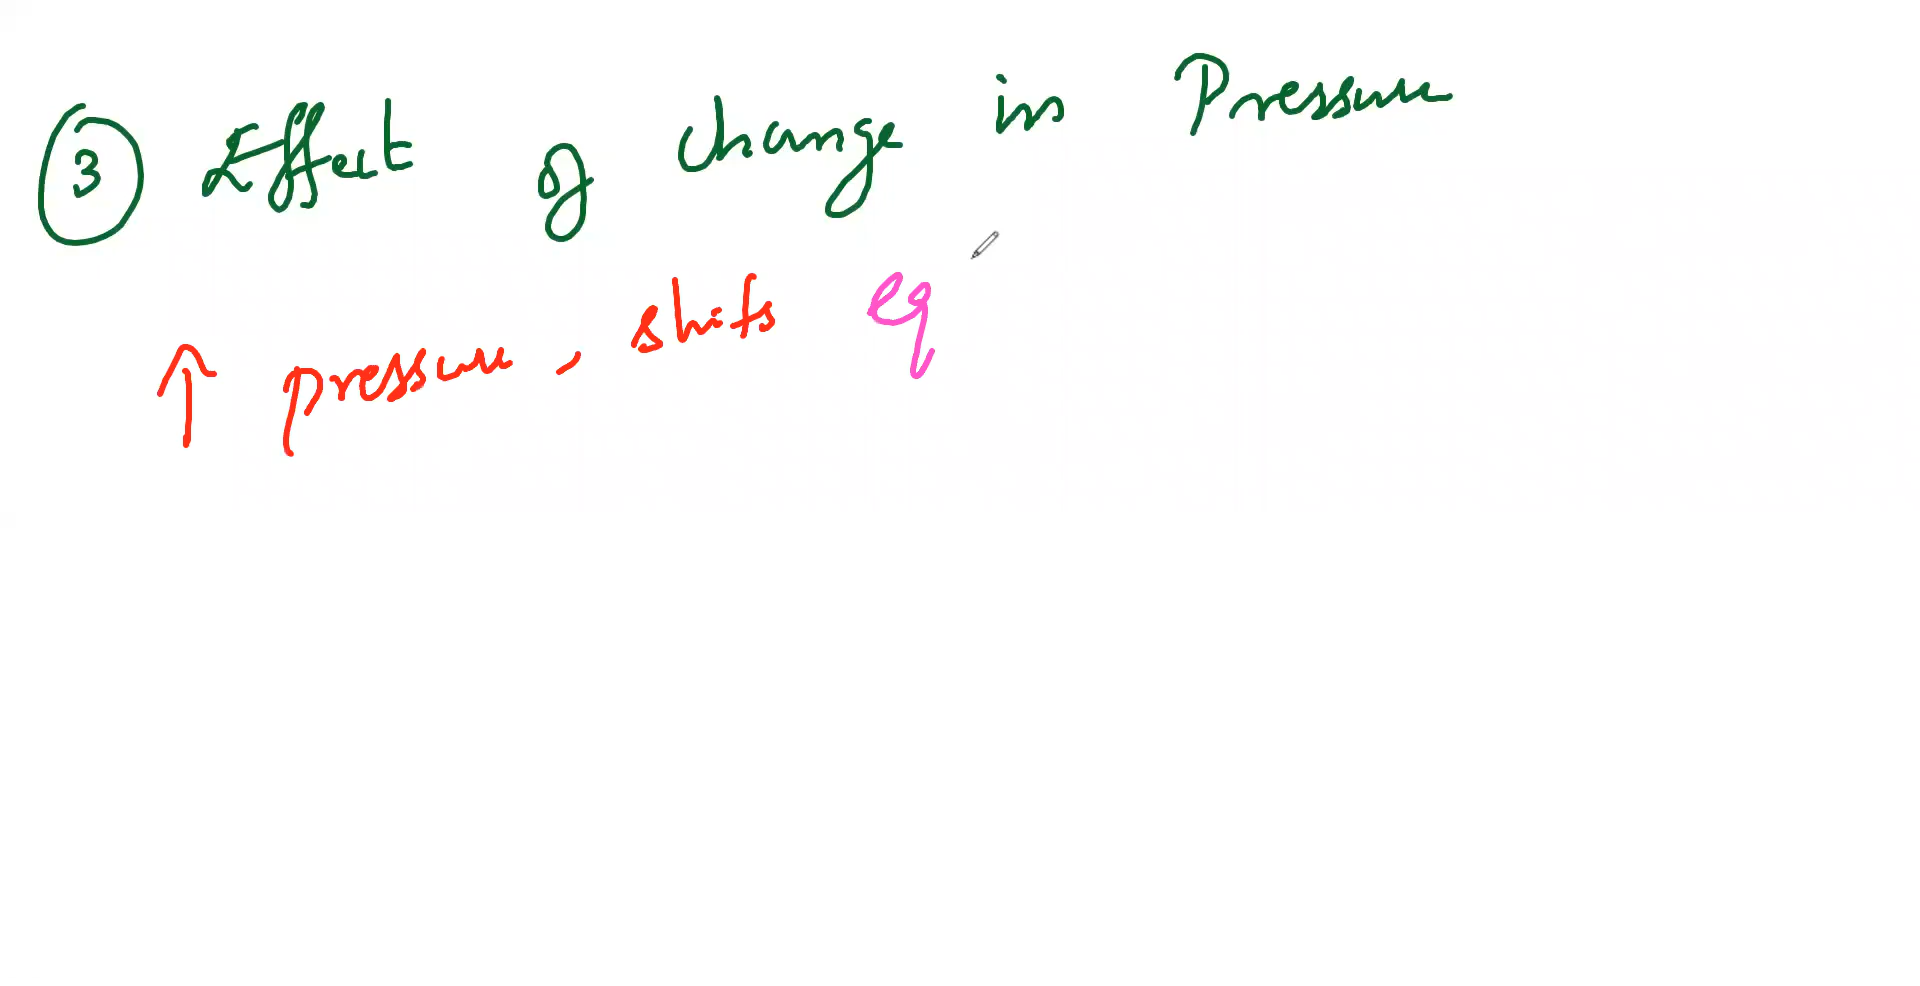 ③ Effect of change in Pressure
↑ pressure, shifts eq